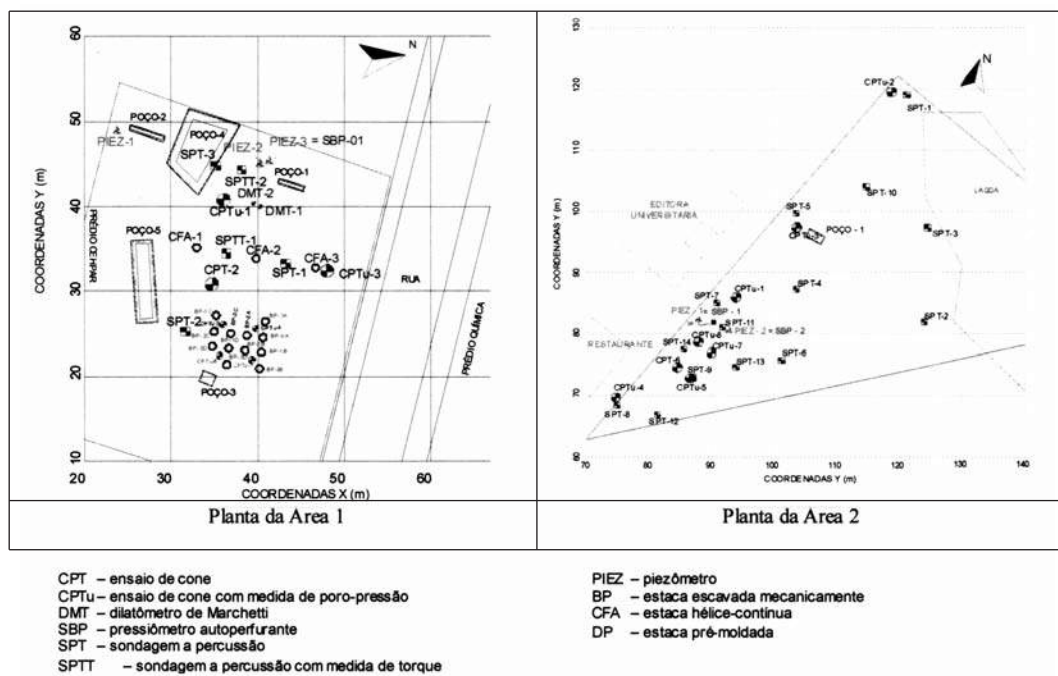 60
50
40
30
20
10
20
30
40
50
60
COORDENADAS Y (m)
COORDENADAS X (m)
N
POÇO-2
PIEZ-1
POÇO-4
SPT-3
PIEZ-2
PIEZ-3 = SBP-01
SPTT-2
POÇO-1
DMT-2
CPTu-1
DMT-1
PRÉDIO DE HPAIR
POÇO-5
CFA-1
SPTT-1
CFA-2
CFA-3
SPT-1
CPT-2
CPTu-3
RUA
PRÉDIO QUÍMICA
SPT-2
POÇO-3
Planta da Area 1
130
120
110
100
90
80
70
60
70
80
90
100
110
120
130
140
COORDENADAS Y (m)
COORDENADAS Y (m)
N
CPTu-2
SPT-1
SPT-10
LAGOA
EDITORA
UNIVERSITÁRIA
SPT-5
POÇO - 1
SPT-3
SPT-4
CPTu-1
SPT-7
PIEZ - 1 = SBP - 1
SPT-11
PIEZ - 2 = SBP - 2
SPT-2
RESTAURANTE
CPTu-6
SPT-14
CPTu-7
SPT-6
CPT-5
SPT-9
SPT-13
CPTu-5
CPTu-4
SPT-8
SPT-12
Planta da Area 2
CPT – ensaio de cone
CPTu – ensaio de cone com medida de poro-pressão
DMT – dilatômetro de Marchetti
SBP – pressiômetro autoperfurante
SPT – sondagem a percussão
SPTT – sondagem a percussão com medida de torque
PIEZ – piezômetro
BP – estaca escavada mecanicamente
CFA – estaca hélice-contínua
DP – estaca pré-moldada